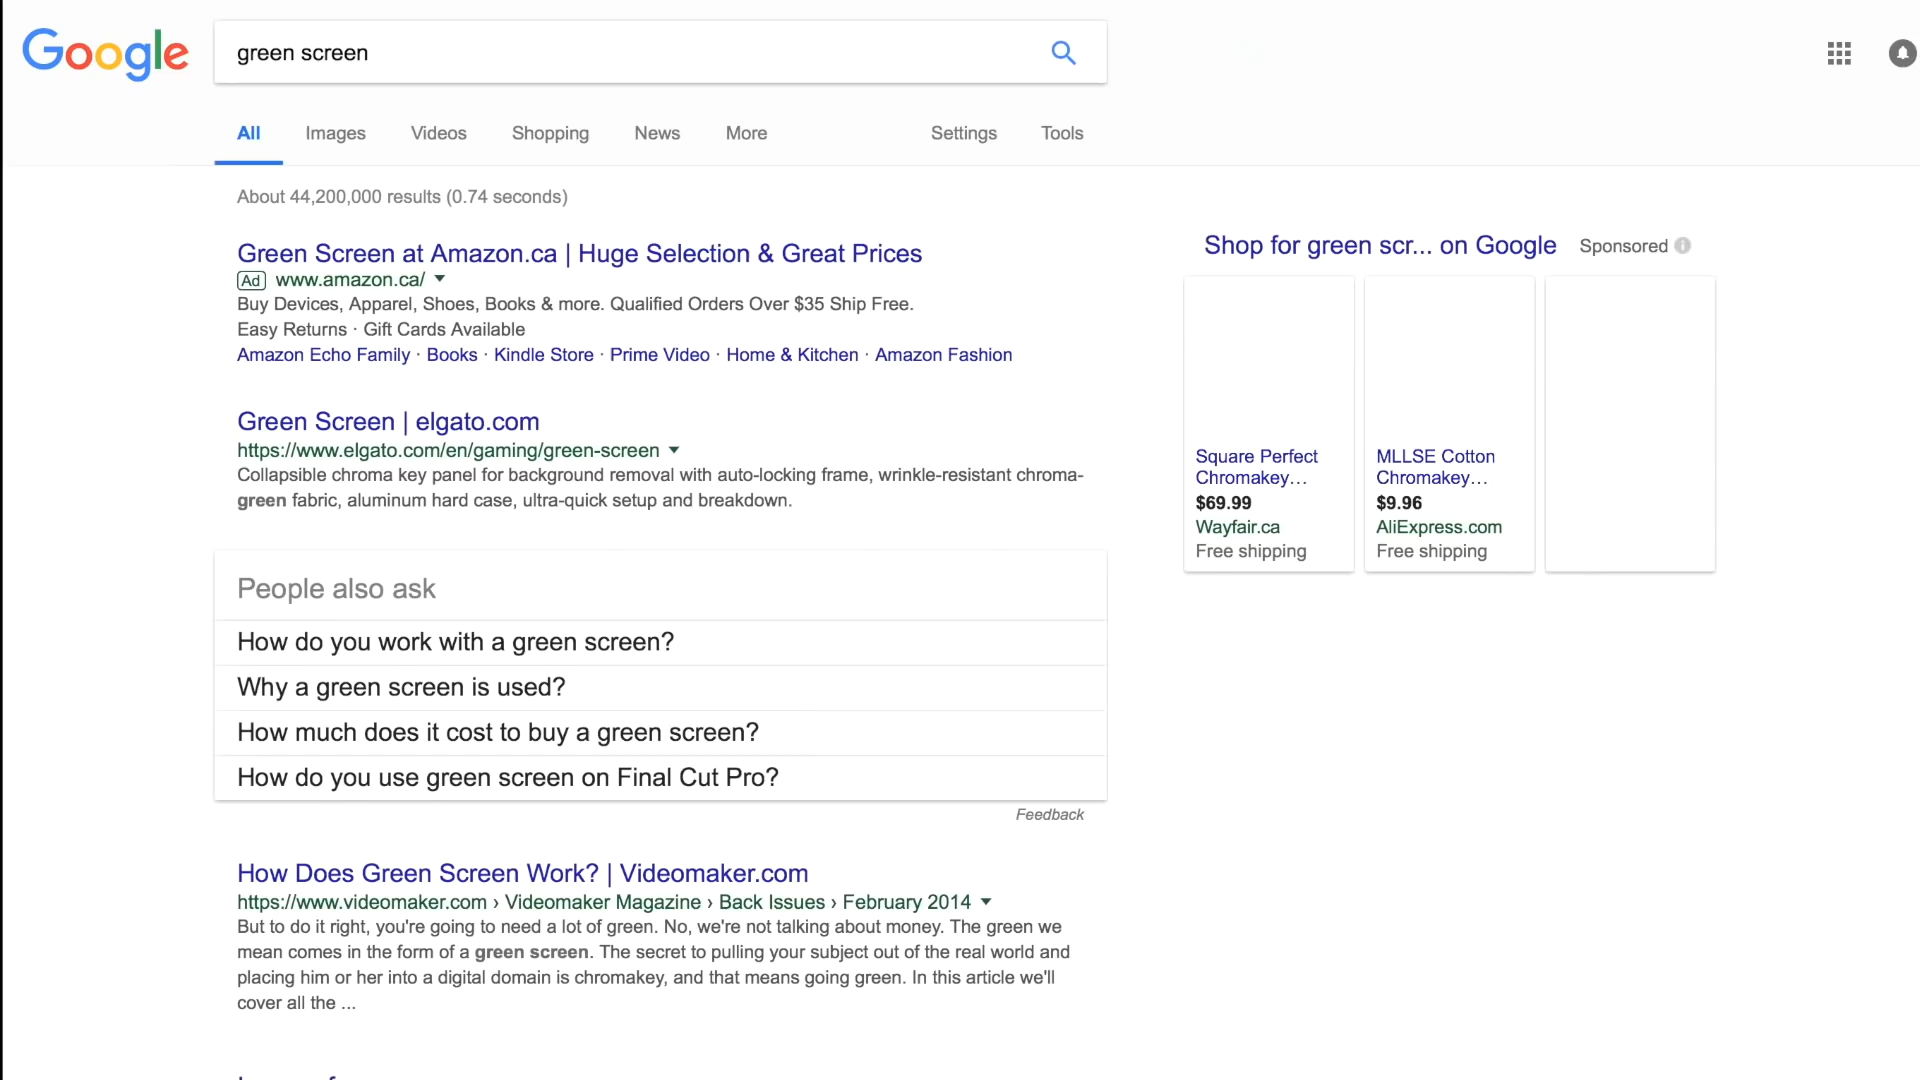 Google
green screen
All Images Videos Shopping News More Settings Tools
About 44,200,000 results (0.74 seconds)
Green Screen at Amazon.ca | Huge Selection & Great Prices
Ad www.amazon.ca/
Buy Devices, Apparel, Shoes, Books & more. Qualified Orders Over $35 Ship Free.
Easy Returns · Gift Cards Available
Amazon Echo Family · Books · Kindle Store · Prime Video · Home & Kitchen · Amazon Fashion
Green Screen | elgato.com
https://www.elgato.com/en/gaming/green-screen
Collapsible chroma key panel for background removal with auto-locking frame, wrinkle-resistant chroma-
green fabric, aluminum hard case, ultra-quick setup and breakdown.
People also ask
How do you work with a green screen?
Why a green screen is used?
How much does it cost to buy a green screen?
How do you use green screen on Final Cut Pro?
Feedback
How Does Green Screen Work? | Videomaker.com
https://www.videomaker.com › Videomaker Magazine › Back Issues › February 2014
But to do it right, you're going to need a lot of green. No, we're not talking about money. The green we
mean comes in the form of a green screen. The secret to pulling your subject out of the real world and
placing him or her into a digital domain is chromakey, and that means going green. In this article we'll
cover all the ...
Shop for green scr... on Google Sponsored
Square Perfect
Chromakey...
$69.99
Wayfair.ca
Free shipping
MLLSE Cotton
Chromakey...
$9.96
AliExpress.com
Free shipping